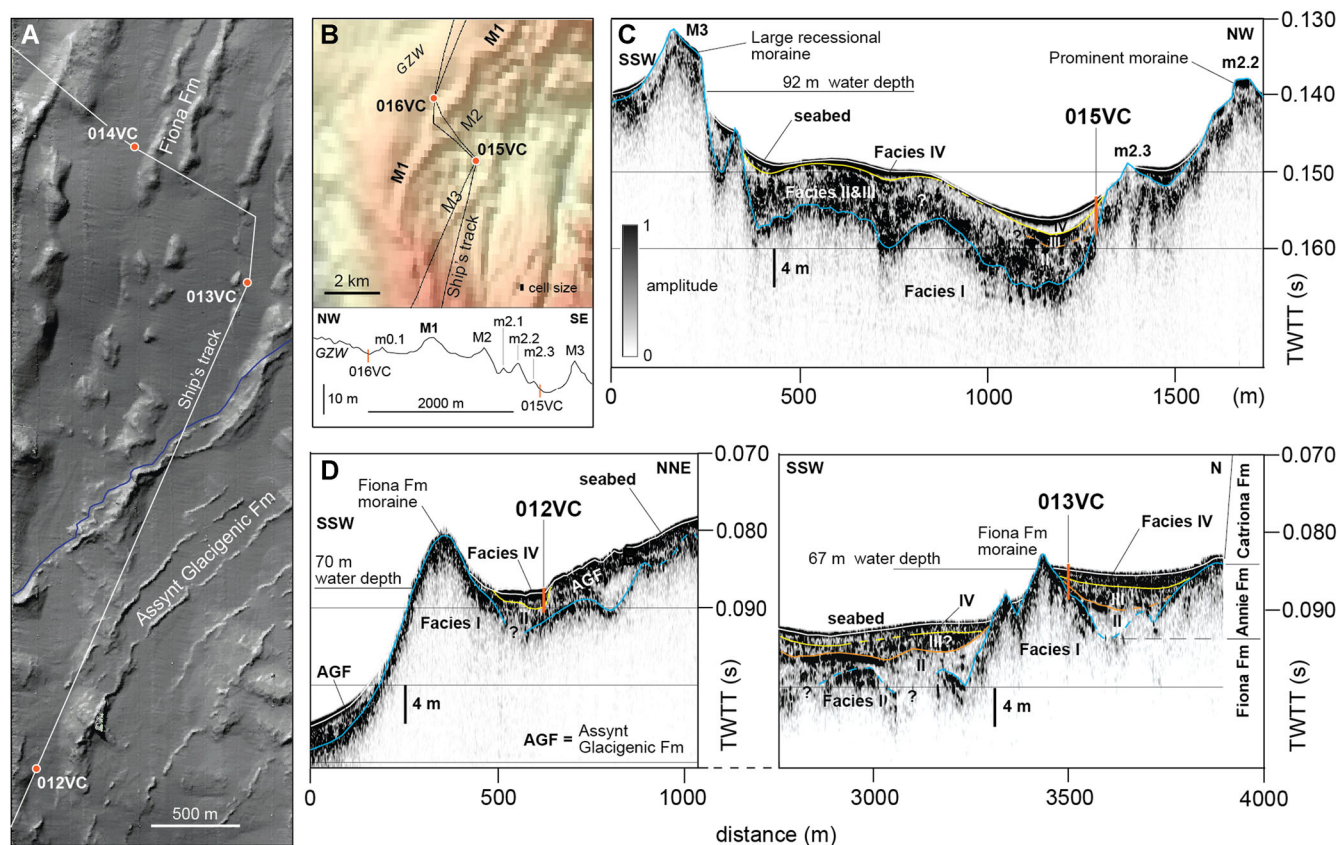 A
014VC
Fiona Fm
013VC
Ship's track
Assynt Glacigenic Fm
012VC
500 m
B
GZW
M1
016VC
M2
015VC
M1
M3
Ship's track
2 km
cell size
NW
SE
GZW
m0.1
M1
M2
m2.1
m2.2
m2.3
M3
016VC
015VC
10 m
2000 m
C
SSW
M3
Large recessional
moraine
NW
m2.2
Prominent moraine
92 m water depth
seabed
015VC
Facies IV
m2.3
Facies II&III
?
?
IV
III
1
amplitude
0
4 m
Facies I
0.130
0.140
0.150
0.160
TWTT (s)
0
500
1000
1500
(m)
D
NNE
SSW
Fiona Fm
moraine
seabed
012VC
Facies IV
70 m
water depth
AGF
II
Facies I
?
AGF
4 m
AGF = Assynt
Glacigenic Fm
0.070
0.080
0.090
TWTT (s)
0
500
1000
SSW
N
013VC
Fiona Fm
moraine
Facies IV
67 m water depth
seabed
IV
III
III?
II
II
Facies I
?
Facies II
?
4 m
0.070
0.080
0.090
TWTT (s)
Catriona Fm
Annie Fm
Fiona Fm
3000
3500
4000
distance (m)